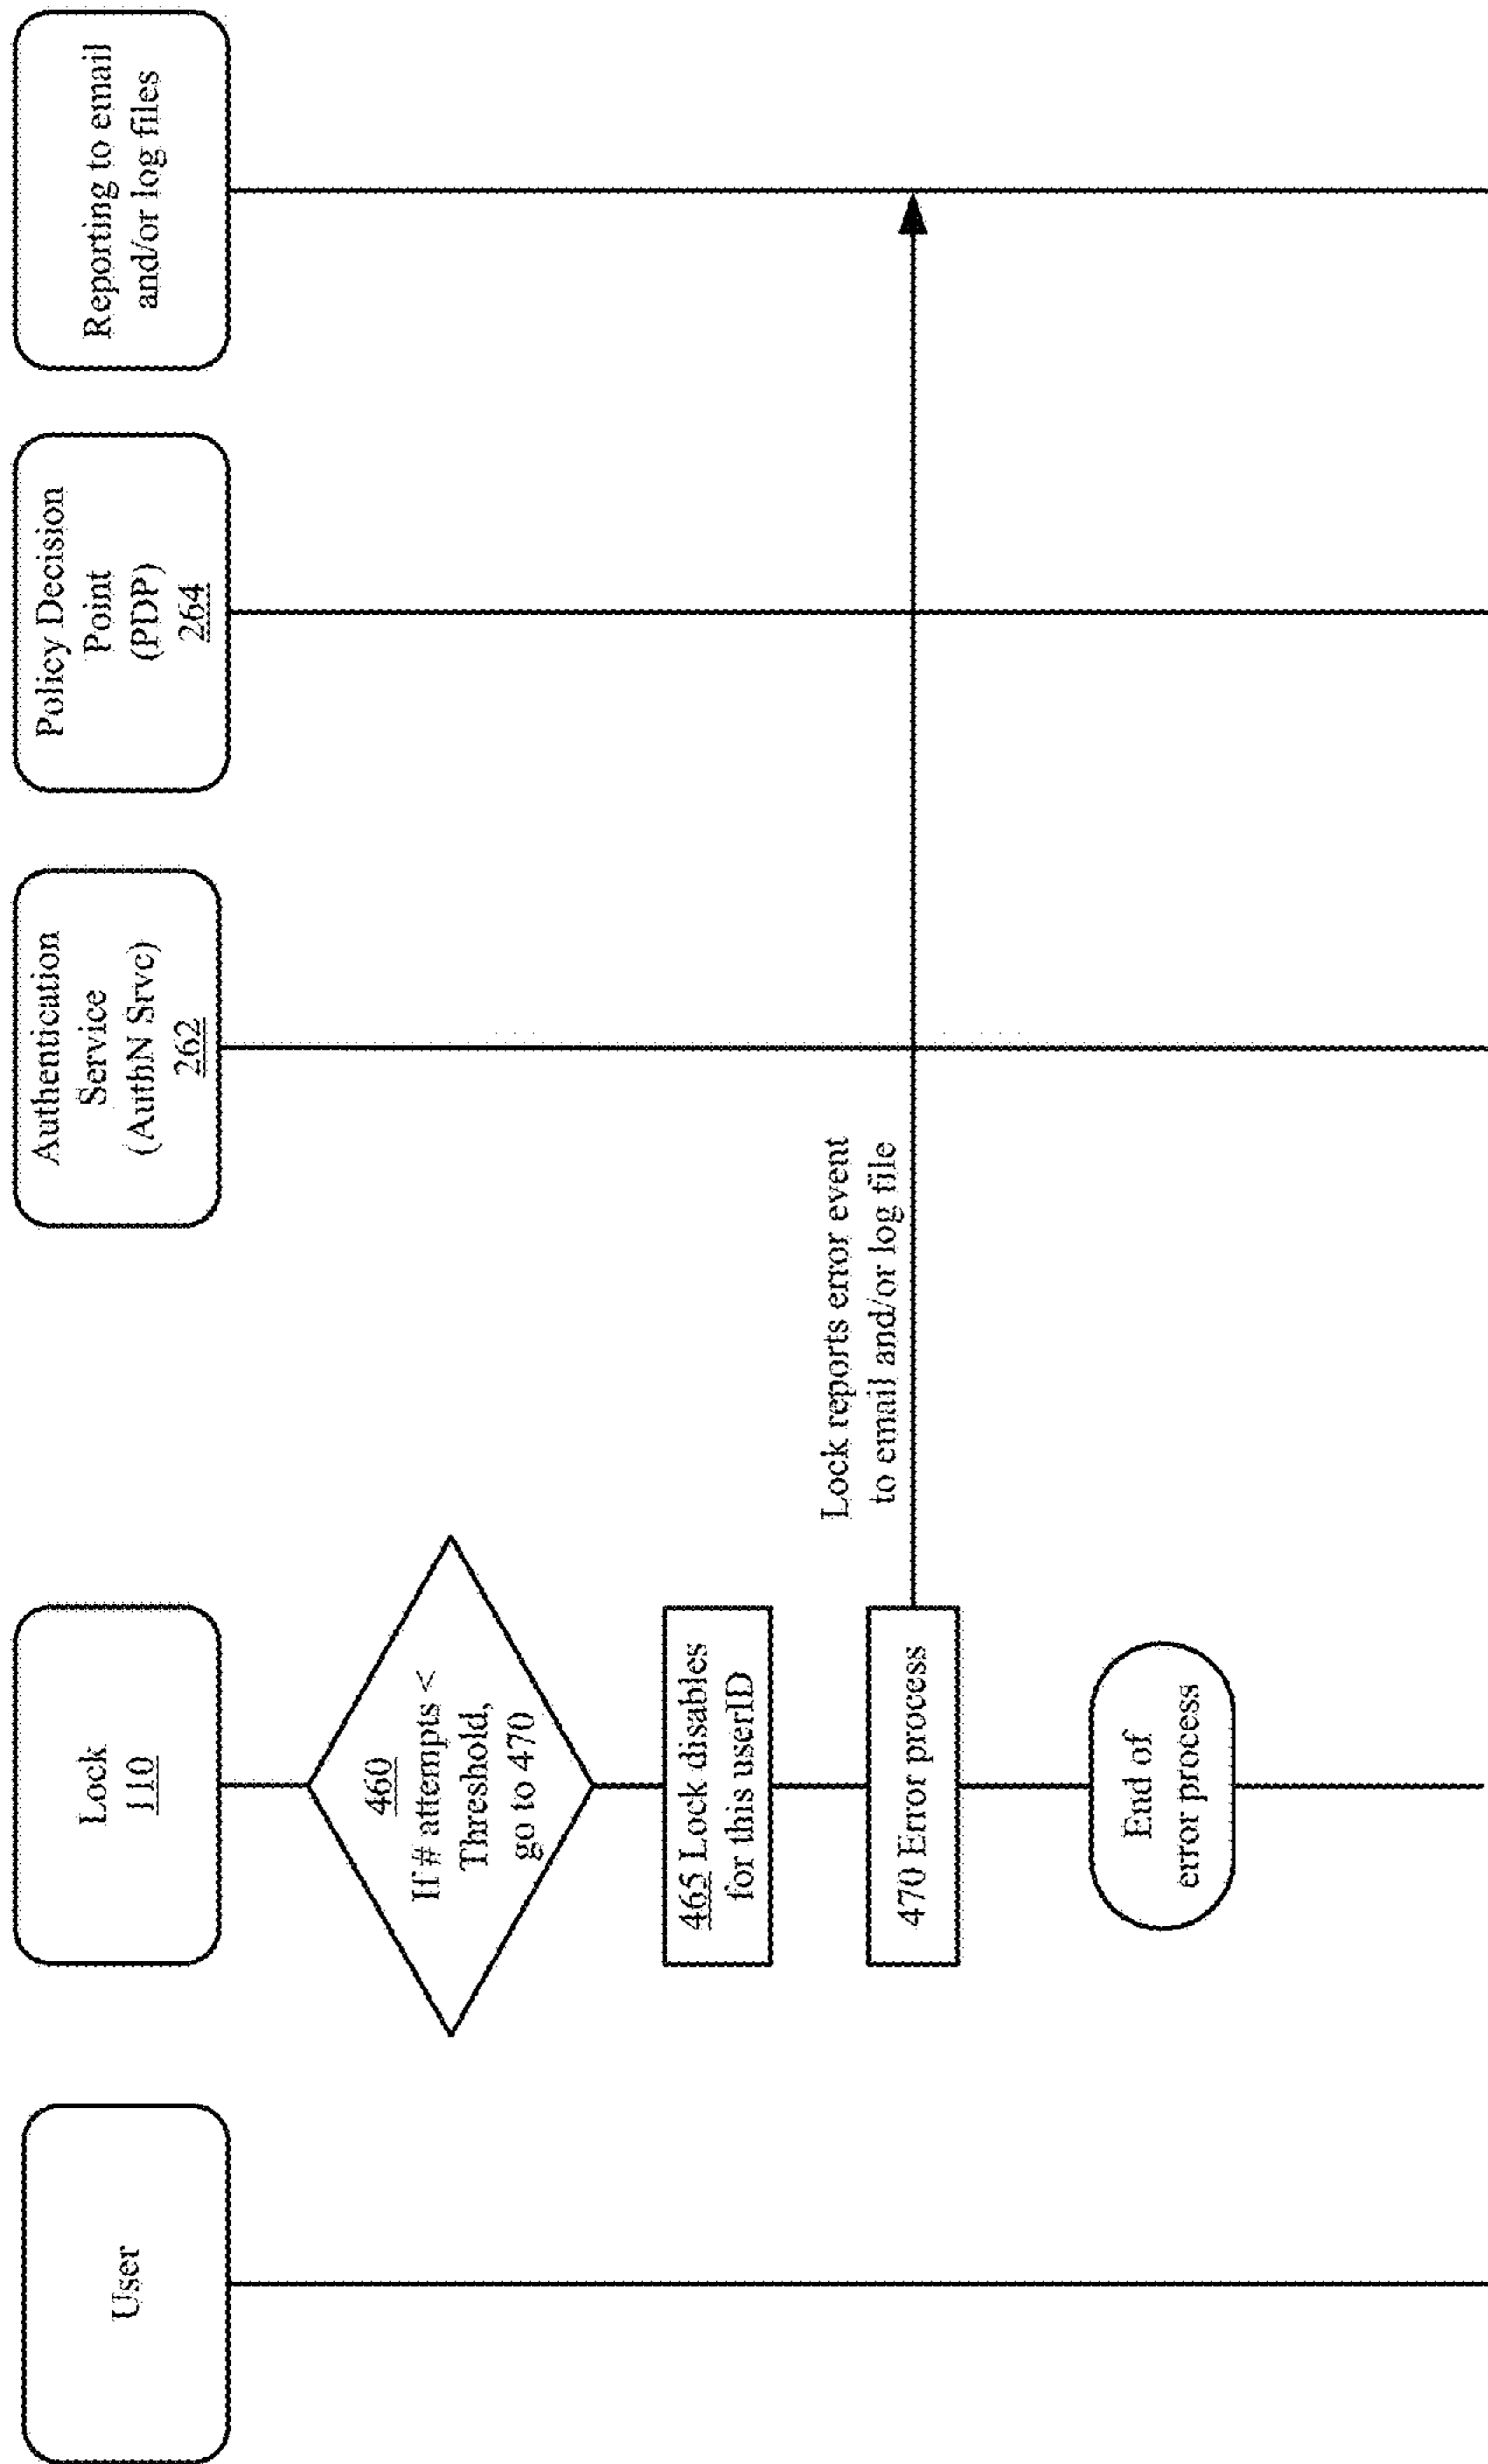 User
Lock
110
Authentication
Service
(AuthN Srvc)
262
Policy Decision
Point
(PDP)
264
Reporting to email
and/or log files
460
If # attempts <
Threshold,
go to 470
465 Lock disables
for this userID
Lock reports error event
to email and/or log file
470 Error process
End of
error process